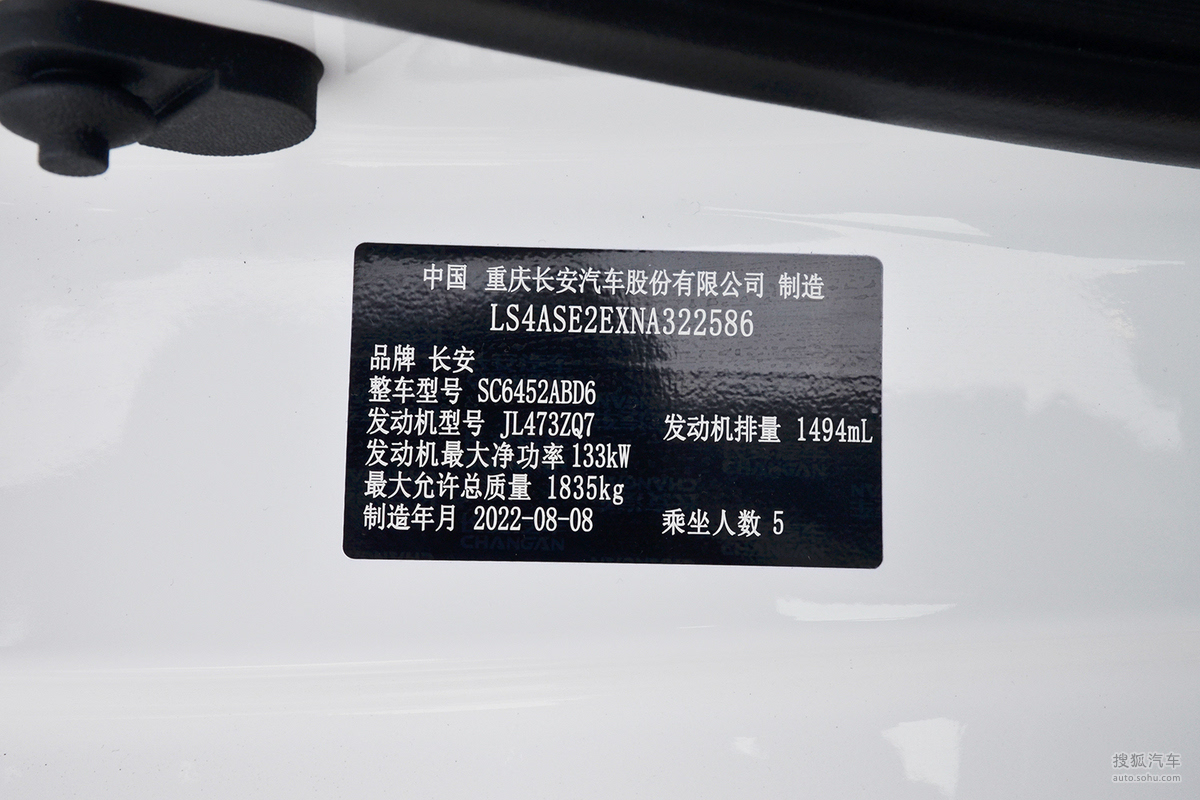 中国 重庆长安汽车股份有限公司 制造
LS4ASE2EXNA322586
品牌 长安
整车型号 SC6452ABD6
发动机型号 JL473ZQ7 发动机排量 1494mL
发动机最大净功率 133kW
最大允许总质量 1835kg
制造年月 2022-08-08 乘坐人数 5
CHANGAN
CHANGAN
搜狐汽车
auto.sohu.com